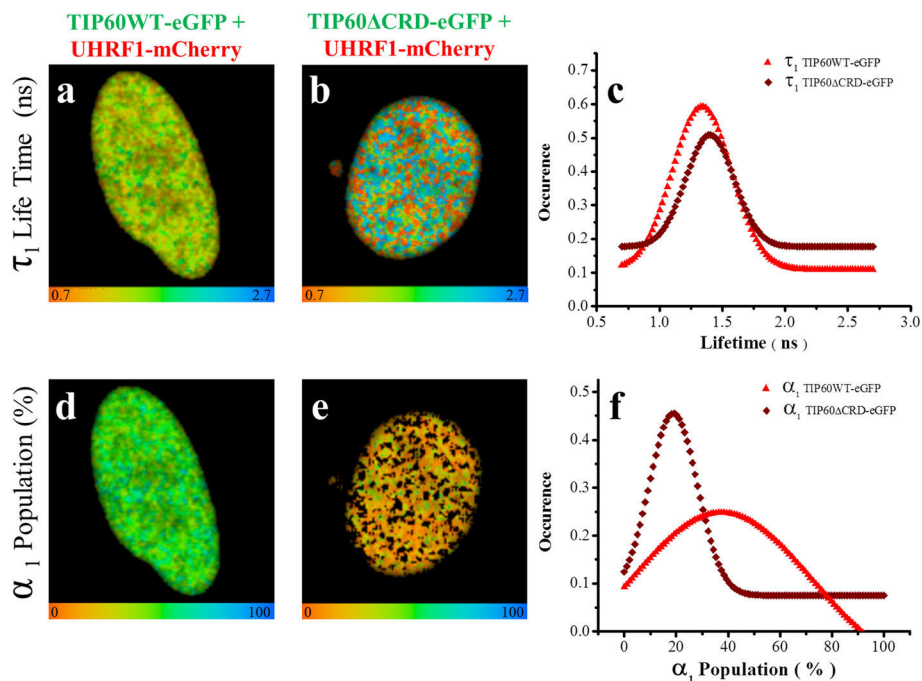 TIP60WT-eGFP +
UHRF1-mCherry
TIP60ΔCRD-eGFP +
UHRF1-mCherry
τ1 Life Time (ns)
a
0.7
2.7
b
0.7
2.7
c
τ1 TIP60WT-eGFP
τ1 TIP60ΔCRD-eGFP
Occurence
0.7
0.6
0.5
0.4
0.3
0.2
0.1
0.0
0.5 1.0 1.5 2.0 2.5 3.0
Lifetime ( ns )
α1 Population (%)
d
0
100
e
0
100
f
α1 TIP60WT-eGFP
α1 TIP60ΔCRD-eGFP
Occurence
0.5
0.4
0.3
0.2
0.1
0.0
0 20 40 60 80 100
α1 Population ( % )